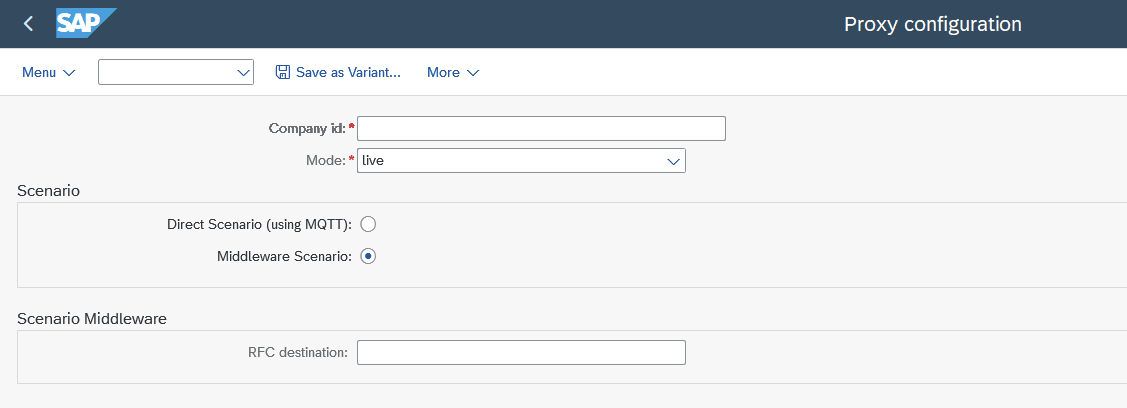 SAP Proxy configuration
Menu Save as Variant... More
Company id: *
Mode: * live
Scenario
Direct Scenario (using MQTT):
Middleware Scenario:
Scenario Middleware
RFC destination: